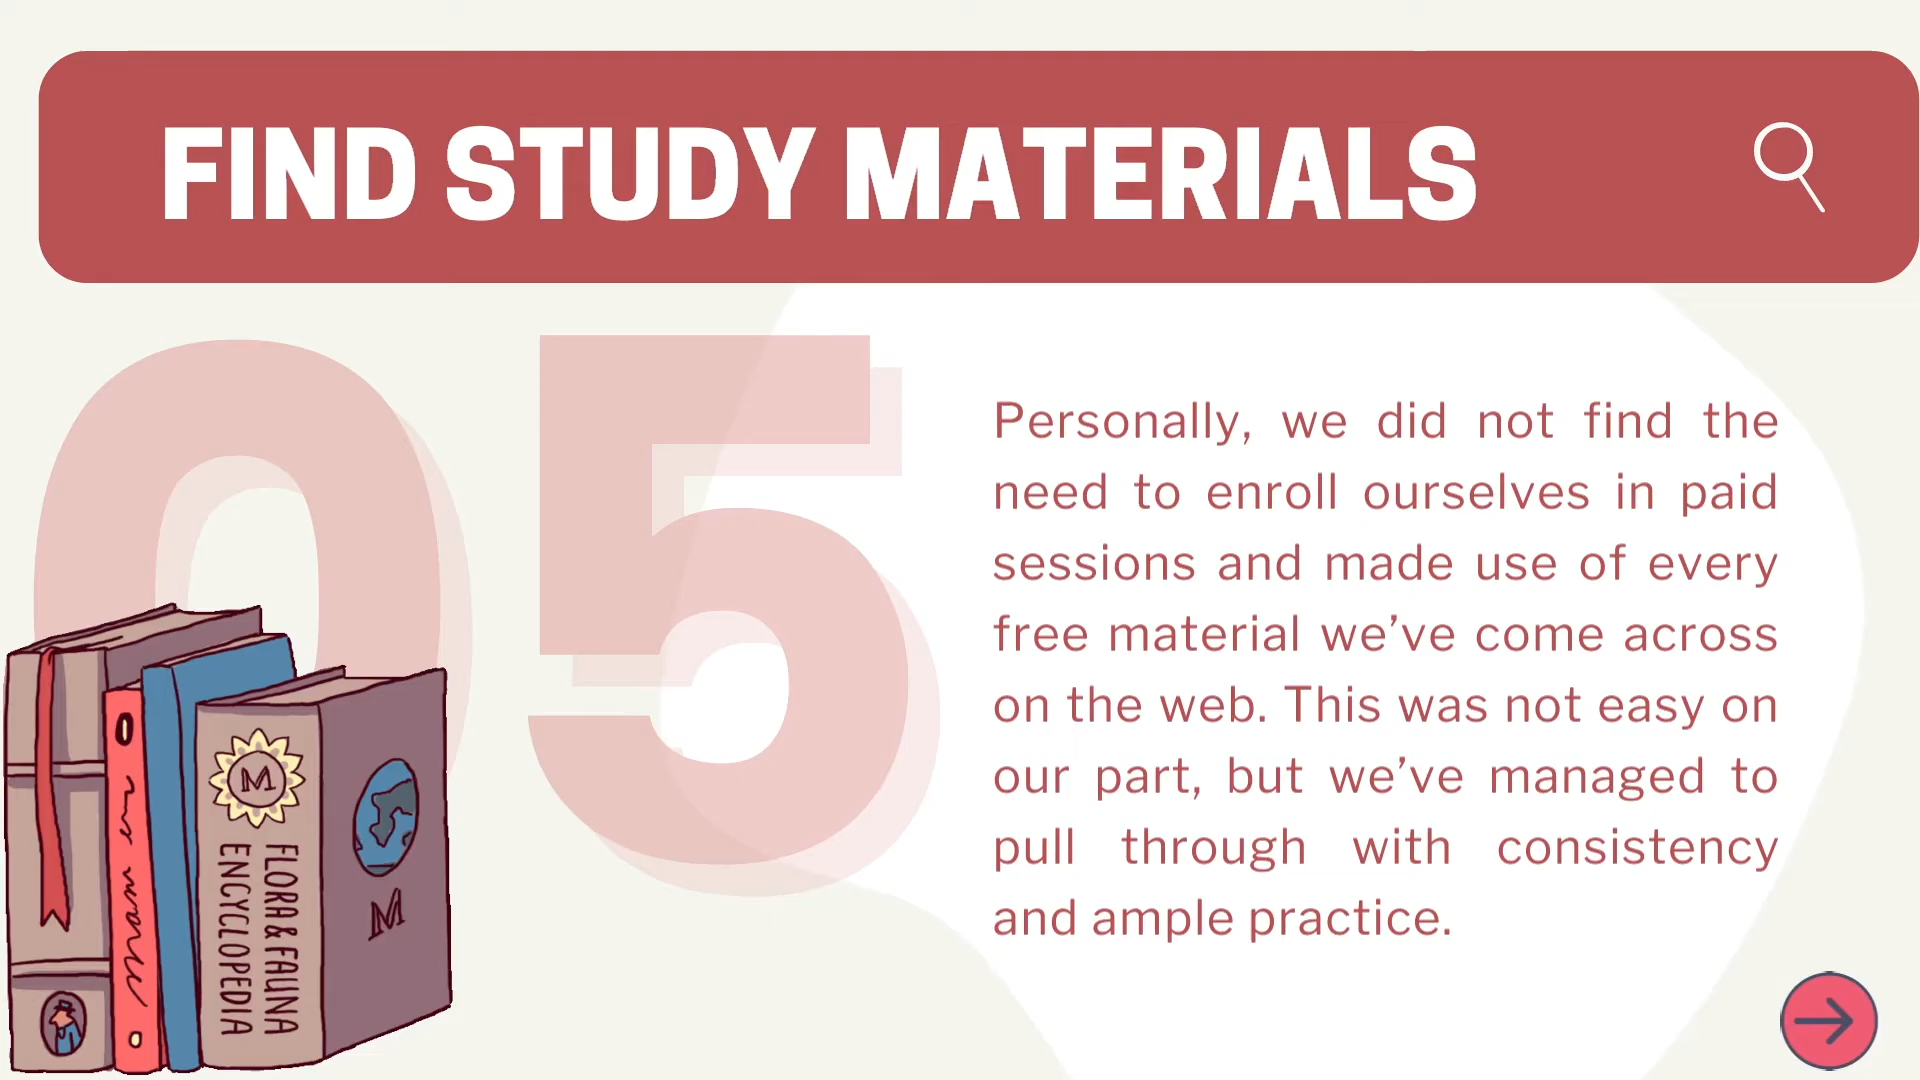 FIND STUDY MATERIALS
05
Personally, we did not find the
need to enroll ourselves in paid
sessions and made use of every
free material we’ve come across
on the web. This was not easy on
our part, but we’ve managed to
pull through with consistency
and ample practice.
M
FLORA & FAUNA
ENCYCLOPEDIA
M